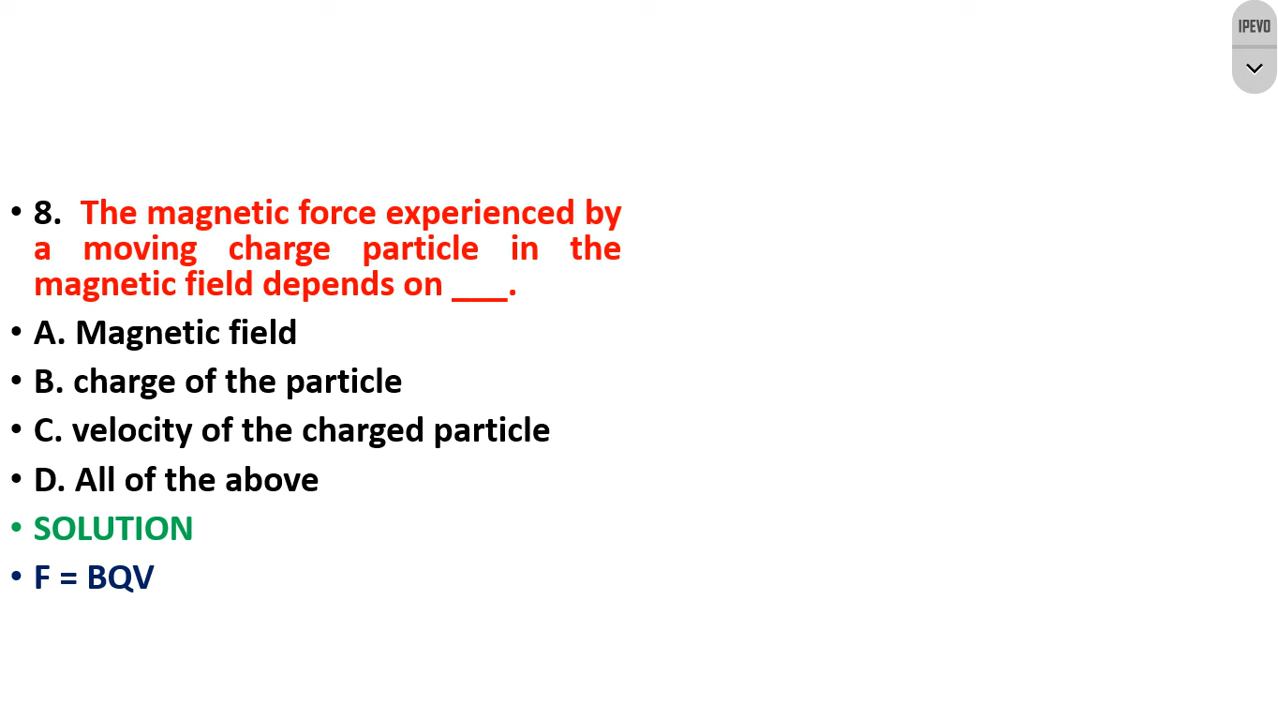 IPEVO
• 8. The magnetic force experienced by
a moving charge particle in the
magnetic field depends on ___.
• A. Magnetic field
• B. charge of the particle
• C. velocity of the charged particle
• D. All of the above
• SOLUTION
• F = BQV